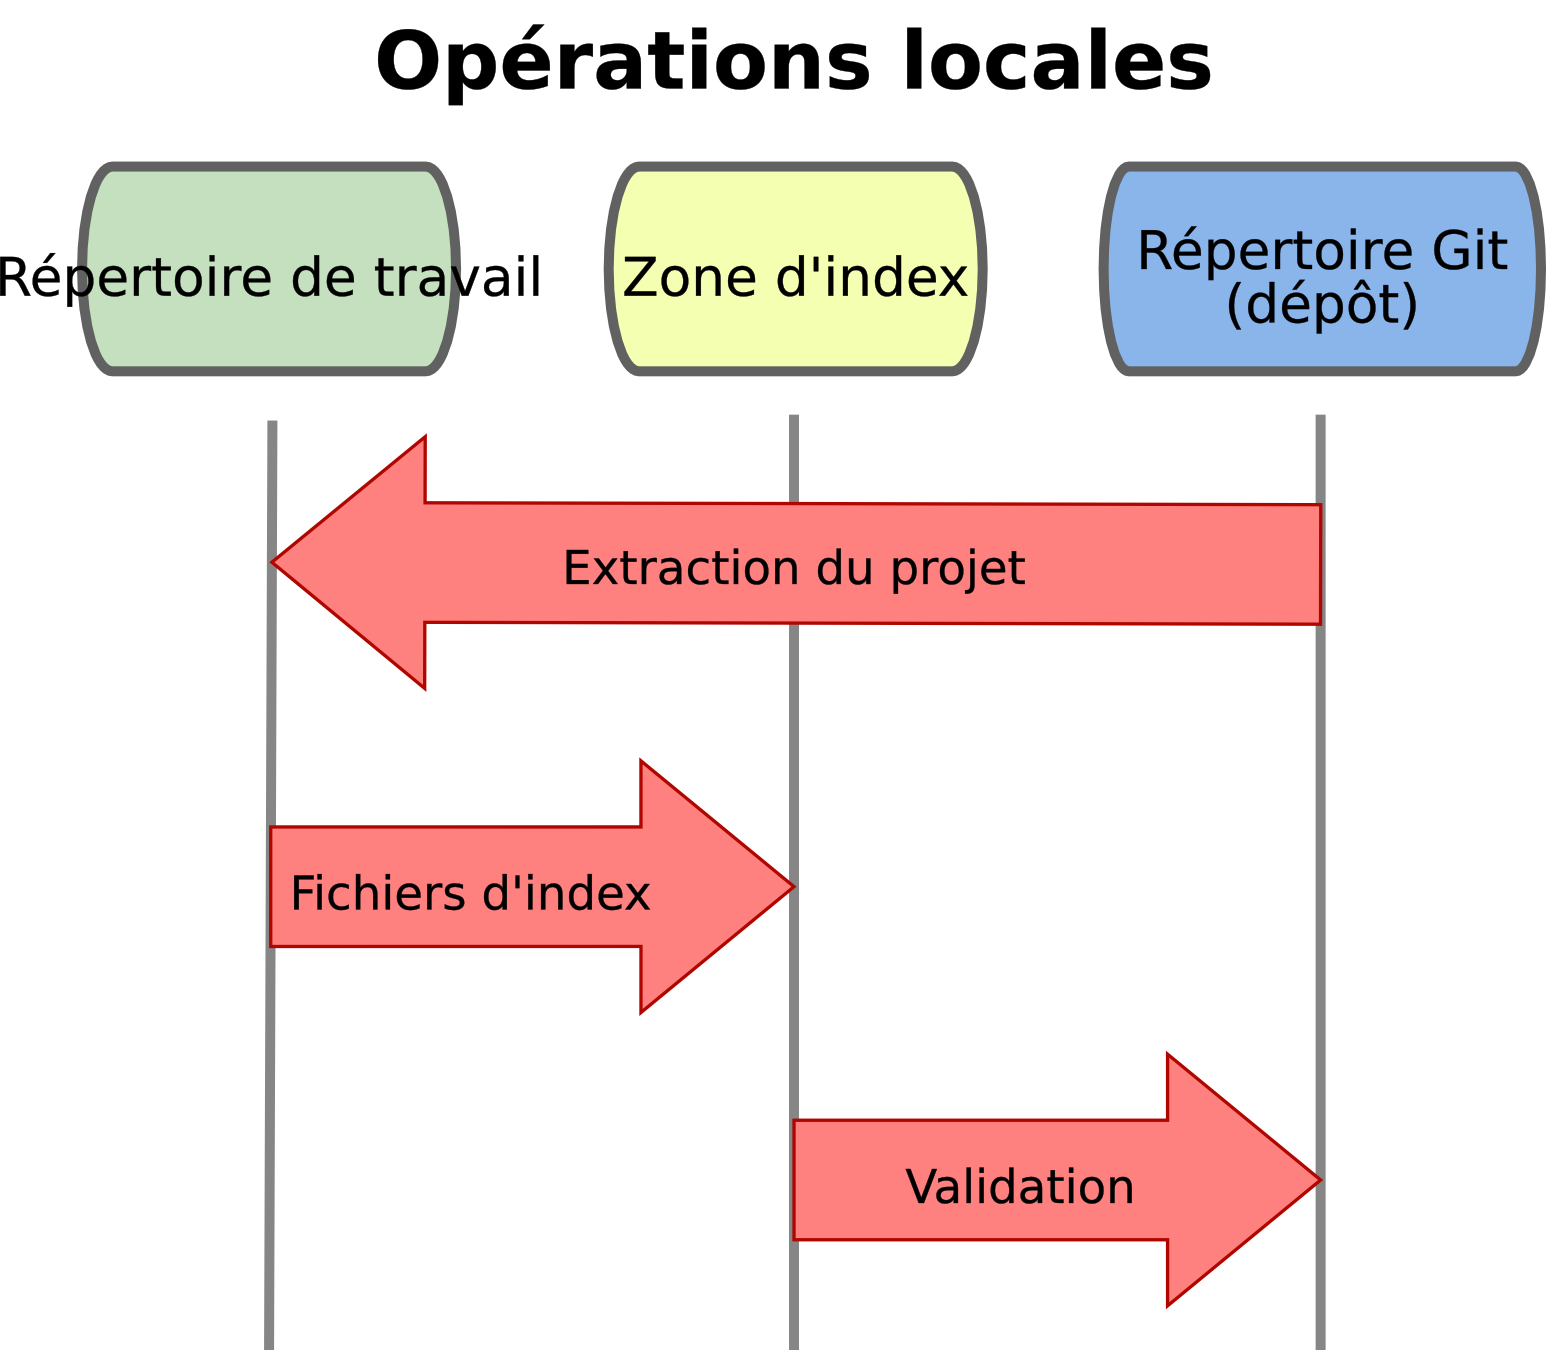 Opérations locales
Répertoire de travail
Zone d'index
Répertoire Git
(dépôt)
Extraction du projet
Fichiers d'index
Validation